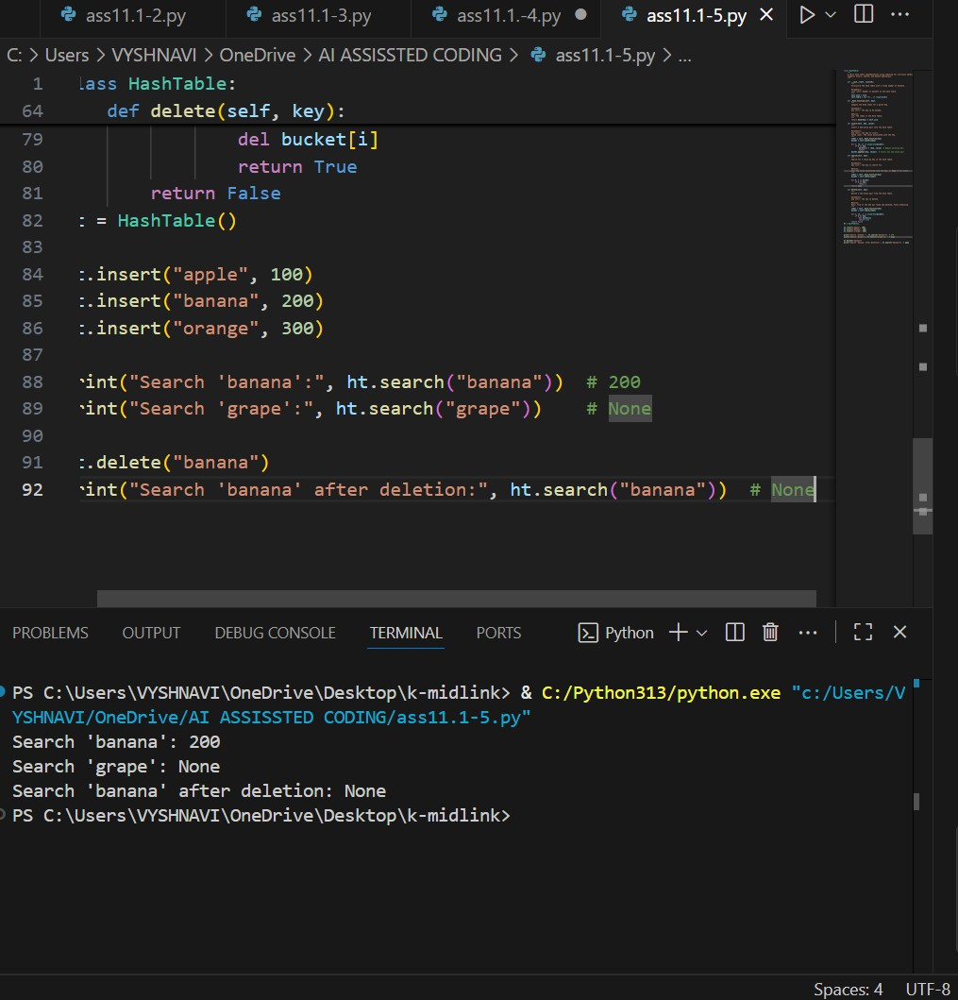 ass11.1-2.py ass11.1-3.py ass11.1.-4.py ass11.1-5.py
C: > Users > VYSHNAVI > OneDrive > AI ASSISSTED CODING > ass11.1-5.py > ...
1 lass HashTable:
64 def delete(self, key):
79 del bucket[i]
80 return True
81 return False
82 t = HashTable()
83
84 t.insert("apple", 100)
85 t.insert("banana", 200)
86 t.insert("orange", 300)
87
88 rint("Search 'banana':", ht.search("banana")) # 200
89 rint("Search 'grape':", ht.search("grape")) # None
90
91 t.delete("banana")
92 rint("Search 'banana' after deletion:", ht.search("banana")) # None
PROBLEMS OUTPUT DEBUG CONSOLE TERMINAL PORTS Python
PS C:\Users\VYSHNAVI\OneDrive\Desktop\k-midlink> & C:/Python313/python.exe "c:/Users/V
YSHNAVI/OneDrive/AI ASSISSTED CODING/ass11.1-5.py"
Search 'banana': 200
Search 'grape': None
Search 'banana' after deletion: None
PS C:\Users\VYSHNAVI\OneDrive\Desktop\k-midlink>
Spaces: 4 UTF-8